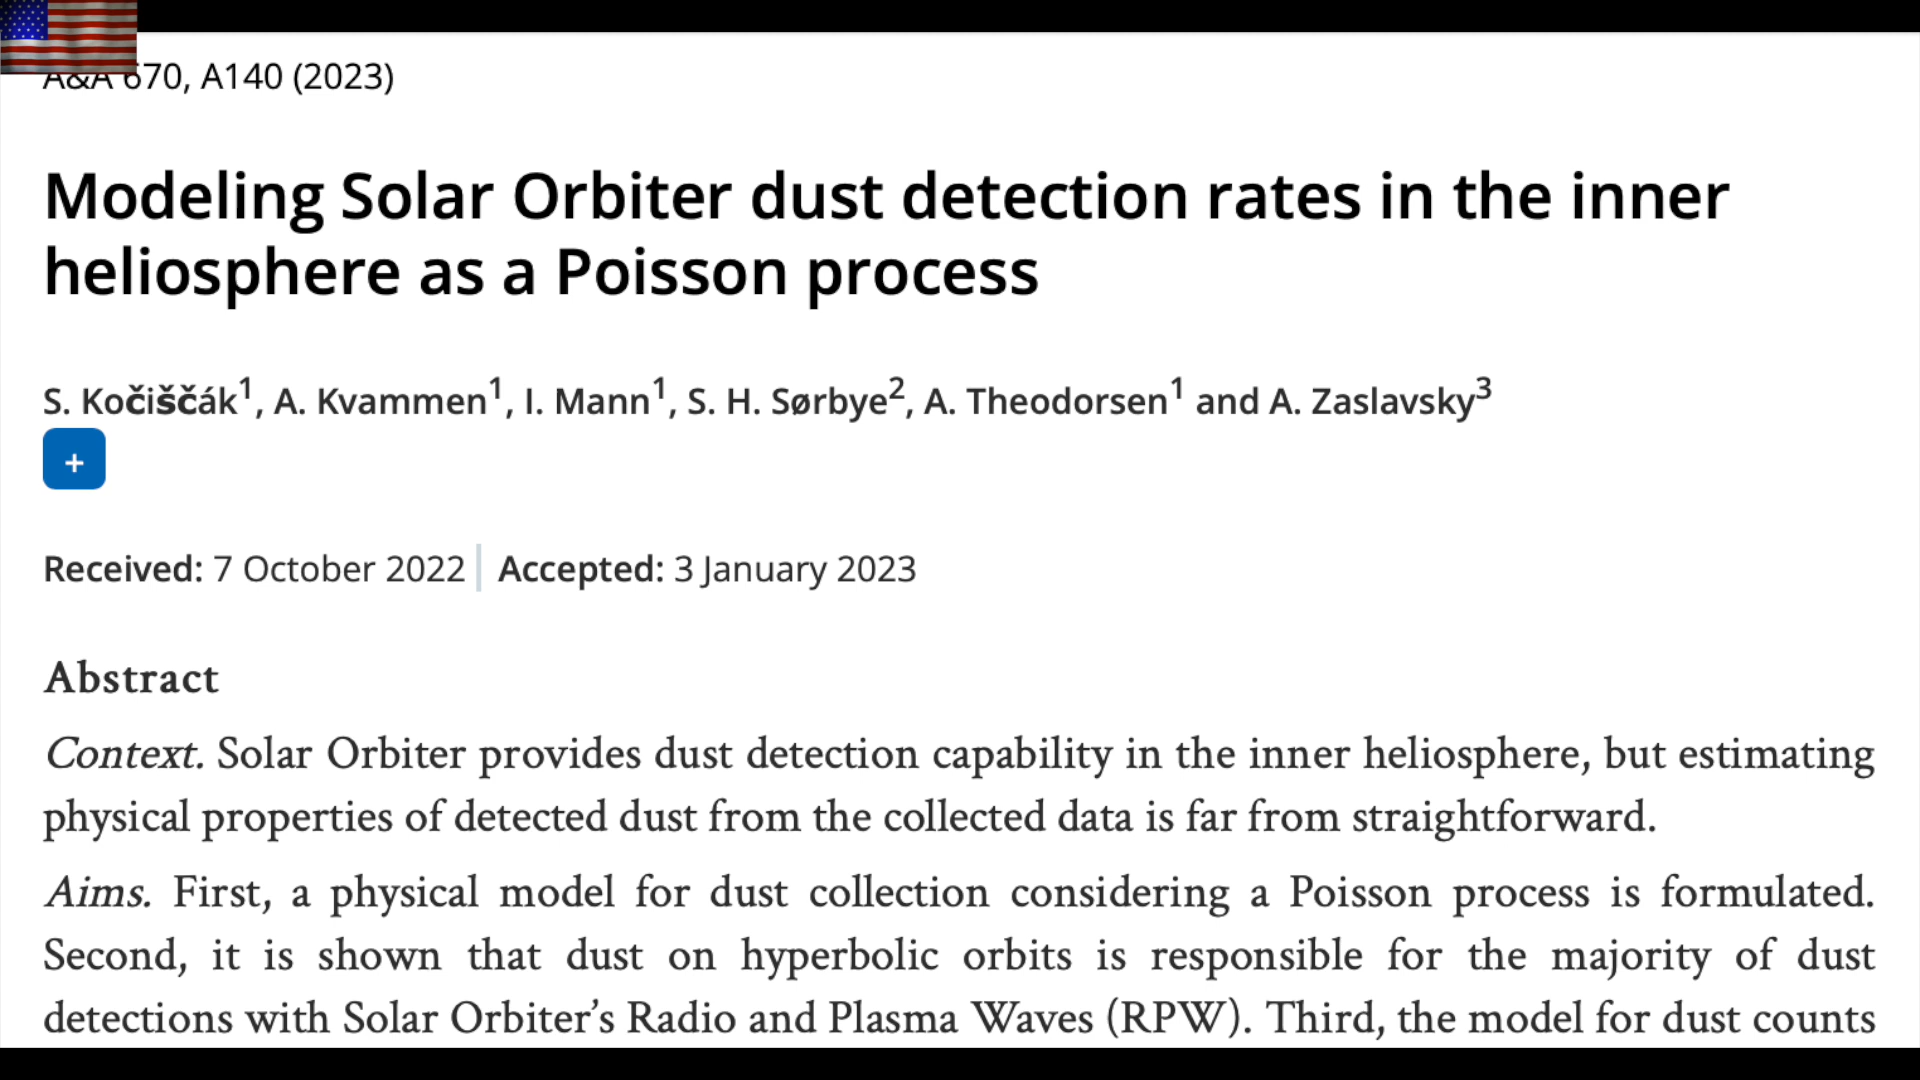 A&A 670, A140 (2023)
Modeling Solar Orbiter dust detection rates in the inner
heliosphere as a Poisson process
S. Kočiščák1, A. Kvammen1, I. Mann1, S. H. Sørbye2, A. Theodorsen1 and A. Zaslavsky3
+
Received: 7 October 2022 Accepted: 3 January 2023
Abstract
Context. Solar Orbiter provides dust detection capability in the inner heliosphere, but estimating
physical properties of detected dust from the collected data is far from straightforward.
Aims. First, a physical model for dust collection considering a Poisson process is formulated.
Second, it is shown that dust on hyperbolic orbits is responsible for the majority of dust
detections with Solar Orbiter’s Radio and Plasma Waves (RPW). Third, the model for dust counts